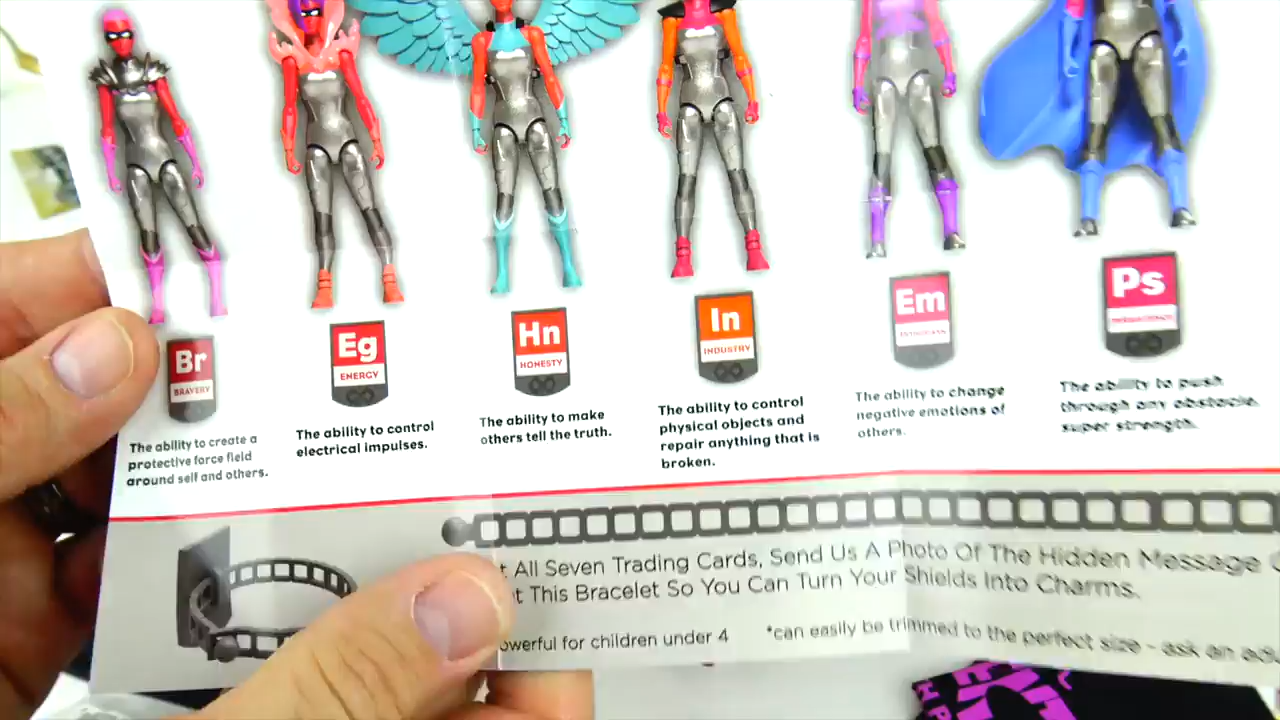 Br
BRAVERY
Eg
ENERGY
Hn
HONESTY
In
INDUSTRY
Em
Ps
The ability to create a
protective force field
around self and others.
The ability to control
electrical impulses.
The ability to make
others tell the truth.
The ability to control
physical objects and
repair anything that is
broken.
The ability to change
negative emotions of
others.
The ability to push
through any obstacle.
super strength.
All Seven Trading Cards, Send Us A Photo Of The Hidden Message
This Bracelet So You Can Turn Your Shields Into Charms.
owerful for children under 4
*can easily be trimmed to the perfect size - ask an